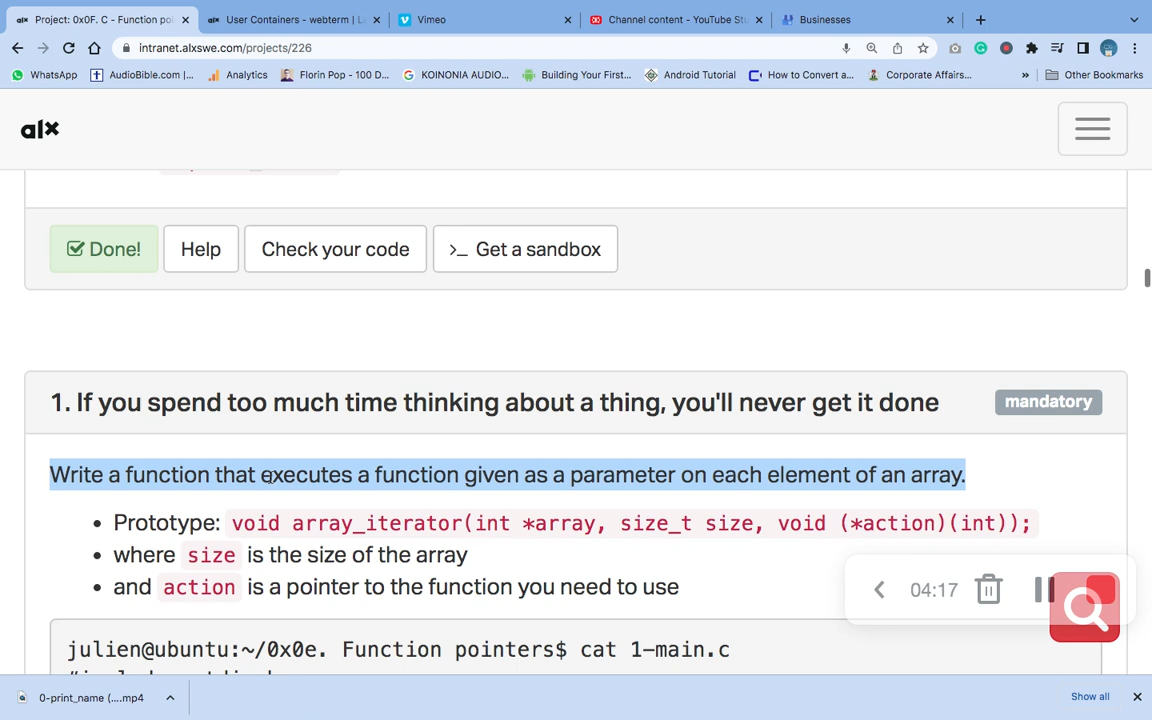 Project: 0x0F. C - Function poi
User Containers - webterm | L
Vimeo
Channel content - YouTube Stu
Businesses
intranet.alxswe.com/projects/226
WhatsApp
AudioBible.com |...
Analytics
Florin Pop - 100 D...
KOINONIA AUDIO...
Building Your First...
Android Tutorial
How to Convert a...
Corporate Affairs...
»
Other Bookmarks
alx
Done!
Help
Check your code
>_ Get a sandbox
1. If you spend too much time thinking about a thing, you'll never get it done
mandatory
Write a function that executes a function given as a parameter on each element of an array.
• Prototype: void array_iterator(int *array, size_t size, void (*action)(int));
• where size is the size of the array
• and action is a pointer to the function you need to use
04:17
julien@ubuntu:~/0x0e. Function pointers$ cat 1-main.c
0-print_name (....mp4
Show all